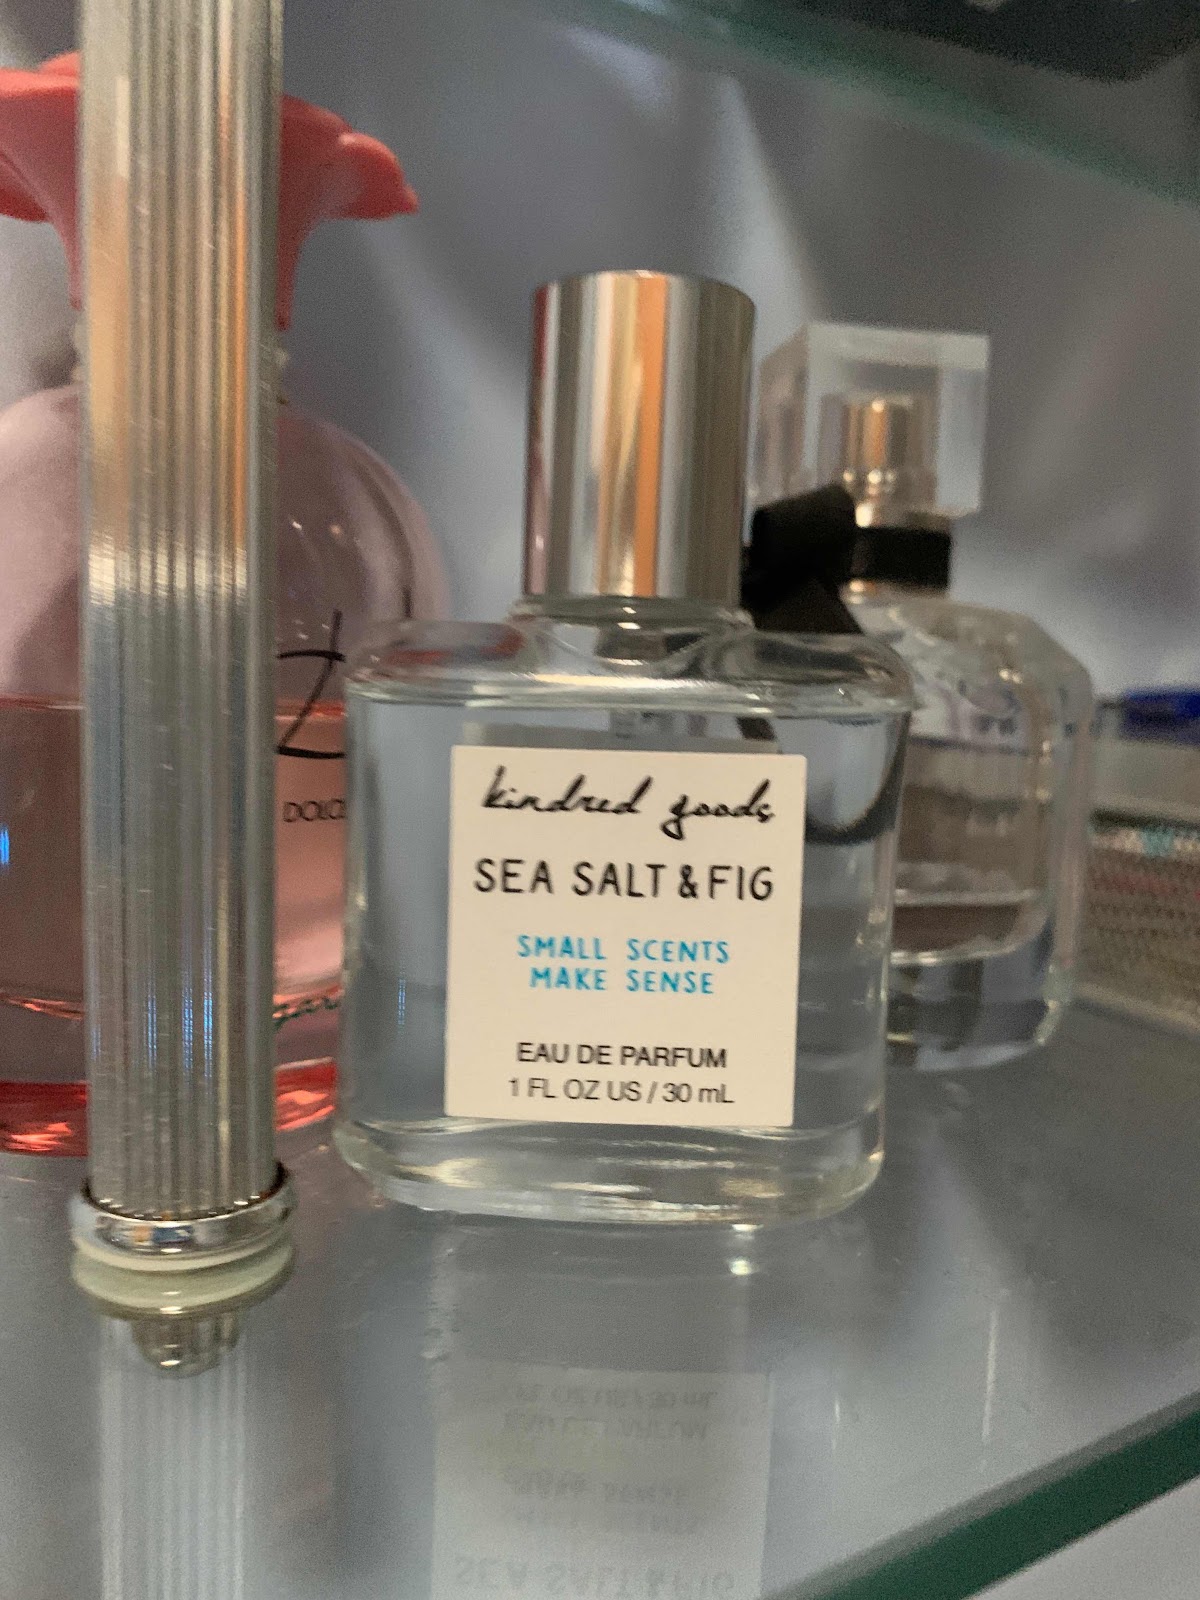 kindred goods
SEA SALT & FIG
SMALL SCENTS
MAKE SENSE
EAU DE PARFUM
1 FL OZ US / 30 mL